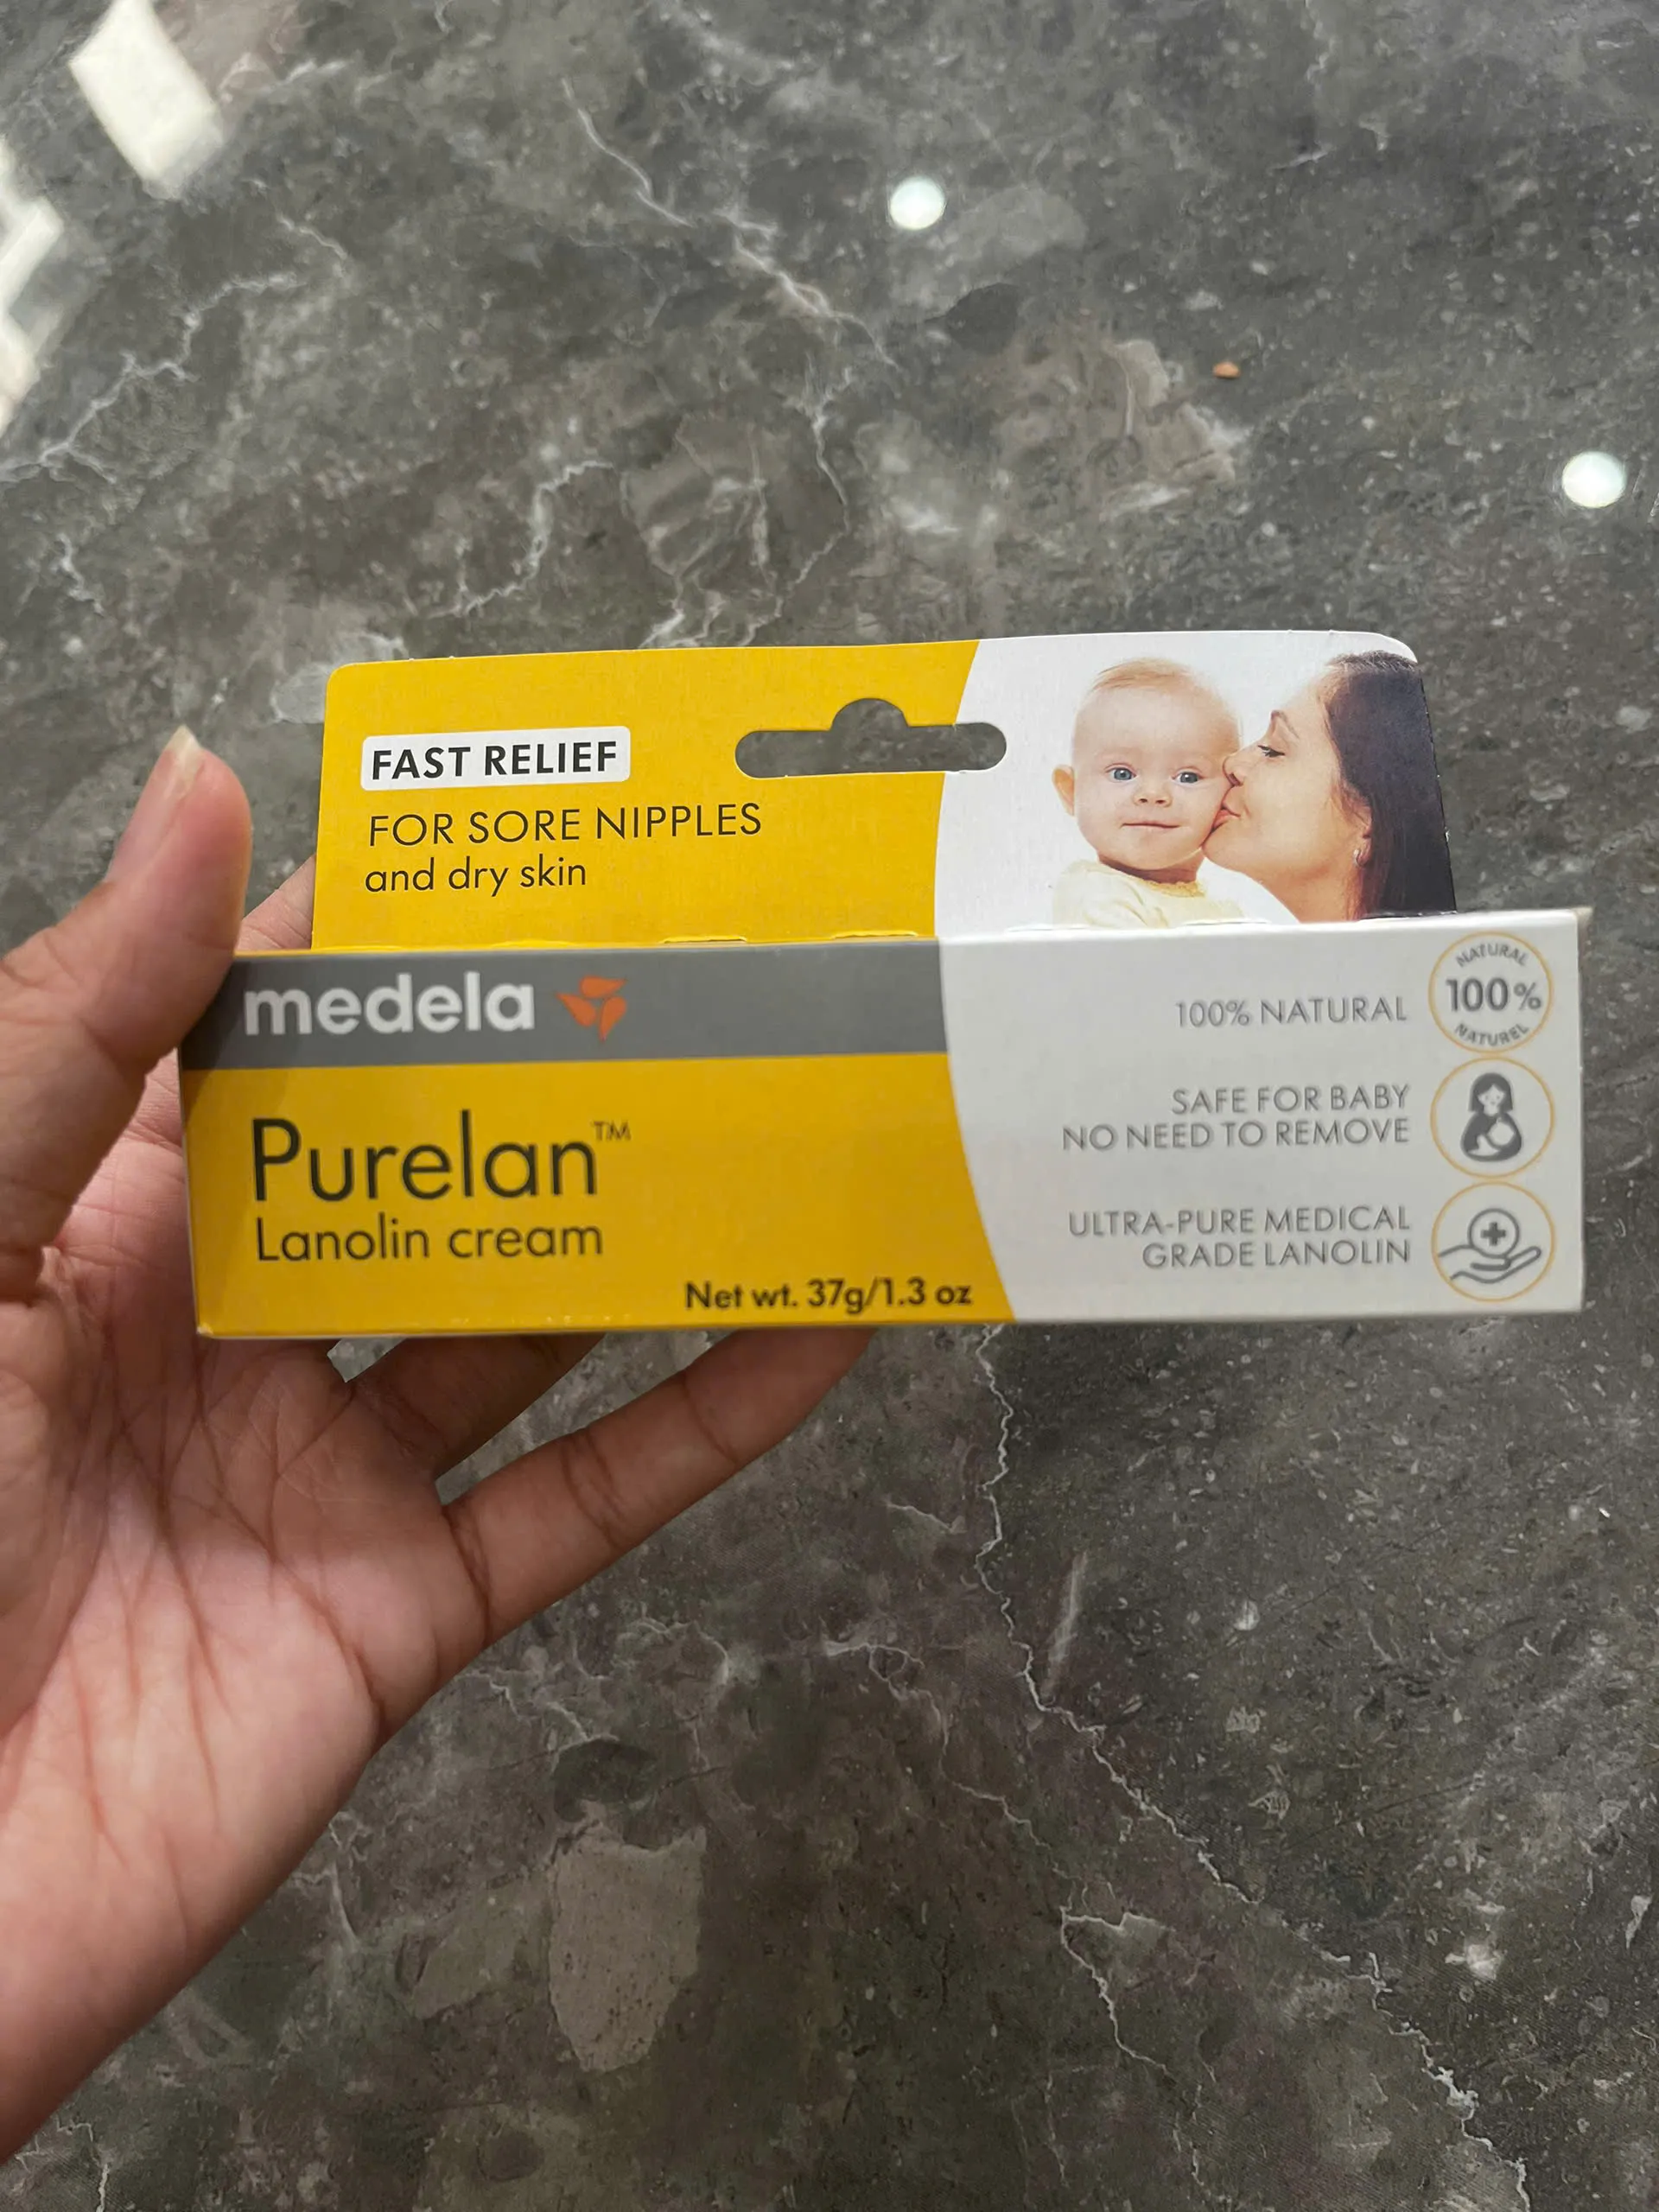 FAST RELIEF
FOR SORE NIPPLES
and dry skin
medela
Purelan™
Lanolin cream
Net wt. 37g/1.3 oz
100% NATURAL
NATURAL
100%
NATUREL
SAFE FOR BABY
NO NEED TO REMOVE
ULTRA-PURE MEDICAL
GRADE LANOLIN